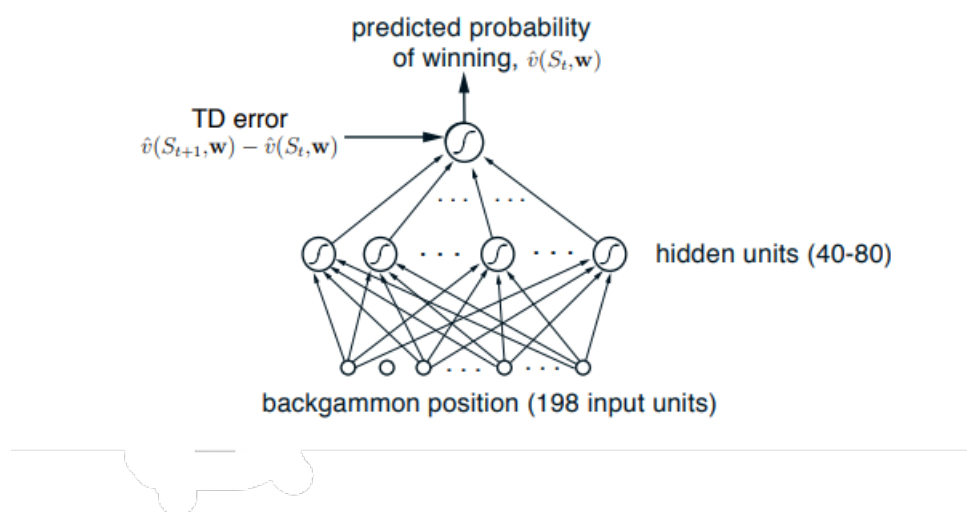 predicted probability
of winning, v̂(Sₜ,w)
TD error
v̂(Sₜ₊₁,w) − v̂(Sₜ,w)
... ...
... ...
hidden units (40-80)
... ...
backgammon position (198 input units)